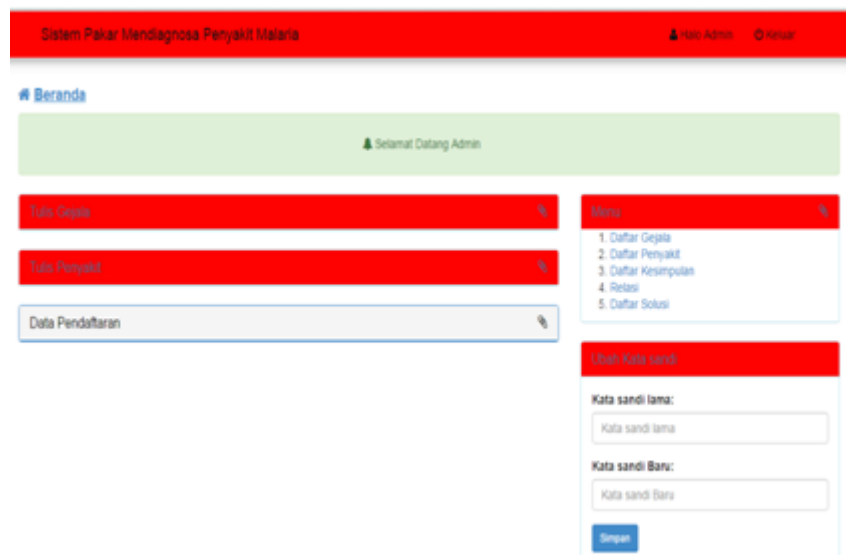 Sistem Pakar Mendiagnosa Penyakit Malaria
Halo Admin Keluar
Beranda
Selamat Datang Admin
Tulis Gejala
Tulis Penyakit
Data Pendaftaran
Menu
1. Daftar Gejala
2. Daftar Penyakit
3. Daftar Kesimpulan
4. Relasi
5. Daftar Solusi
Ubah Kata sandi
Kata sandi lama:
Kata sandi lama
Kata sandi Baru:
Kata sandi Baru
Simpan